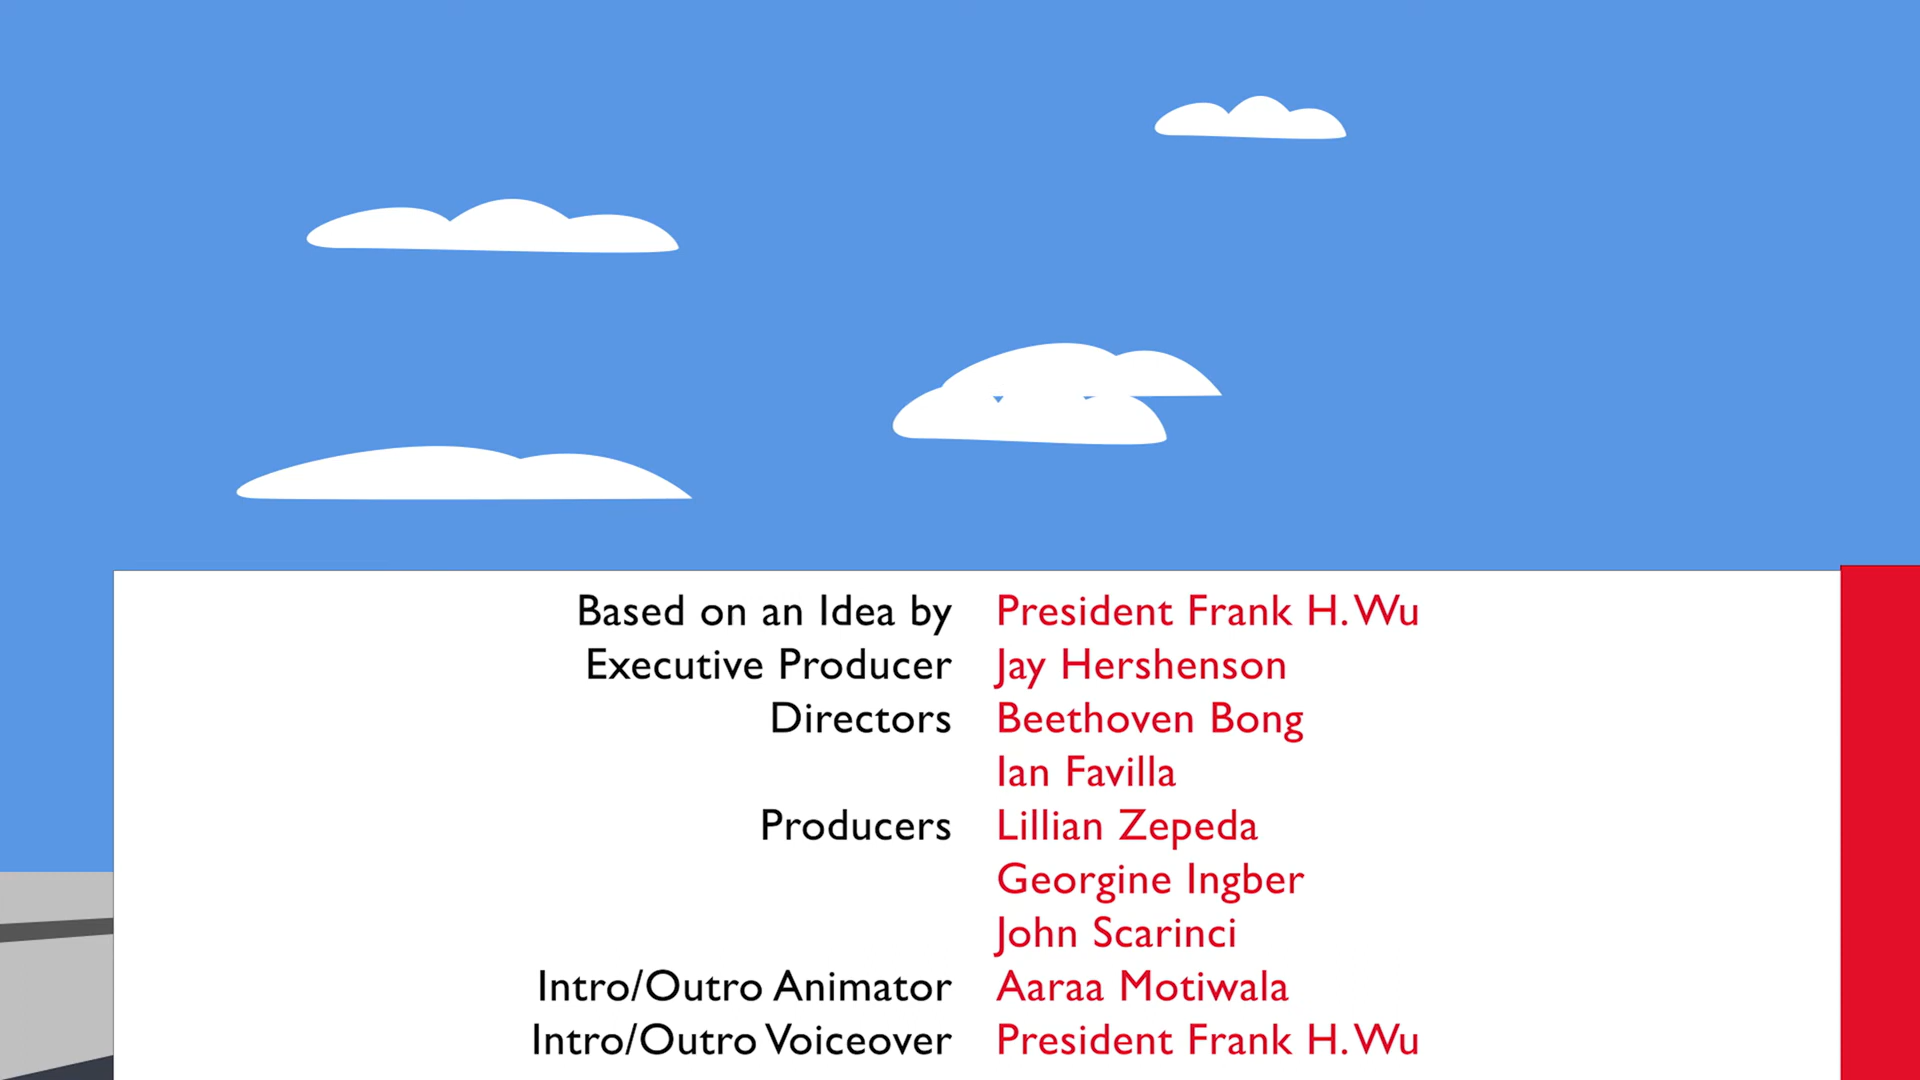 Based on an Idea by President Frank H. Wu
Executive Producer Jay Hershenson
Directors Beethoven Bong
Ian Favilla
Producers Lillian Zepeda
Georgine Ingber
John Scarinci
Intro/Outro Animator Aaraa Motiwala
Intro/Outro Voiceover President Frank H. Wu